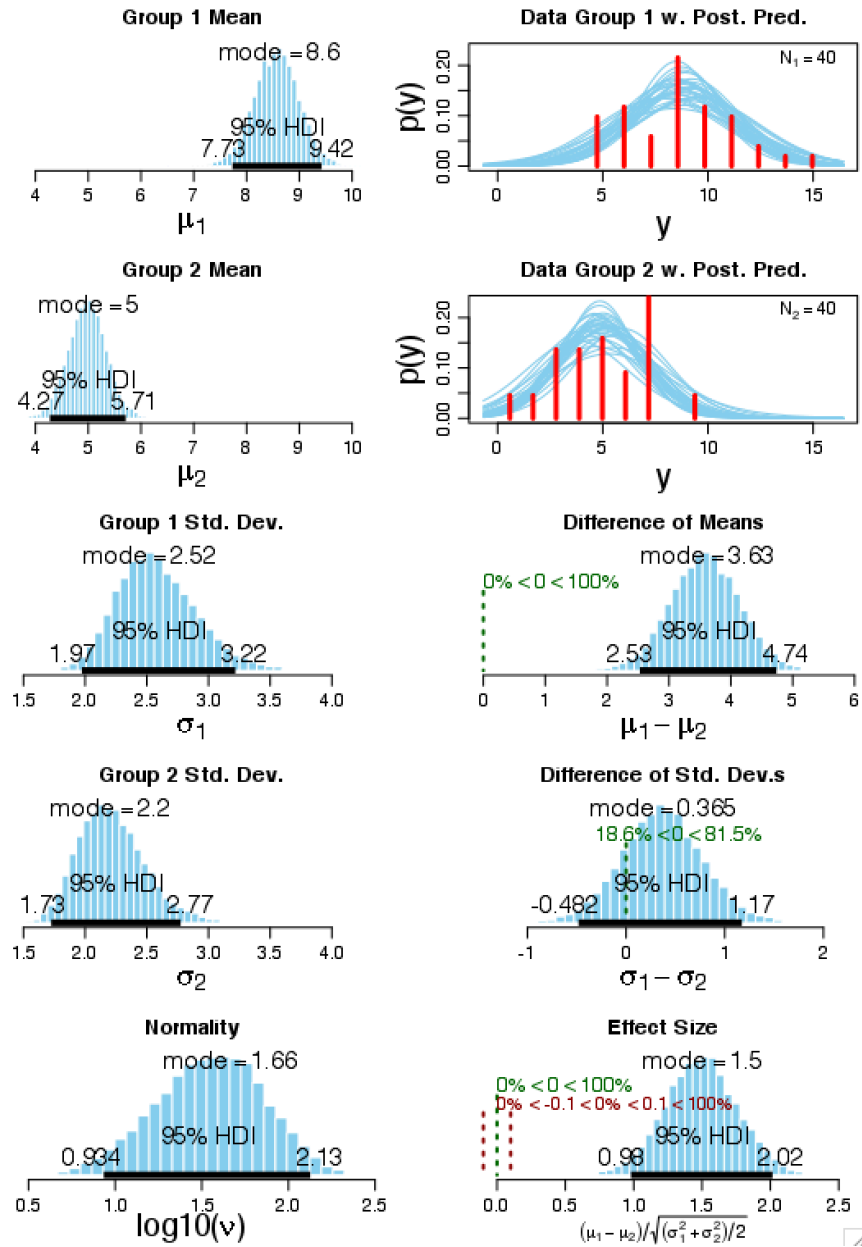 Group 1 Mean
mode = 8.6
95% HDI
7.73 9.42
4 5 6 7 8 9 10
μ1
Data Group 1 w. Post. Pred.
N1 = 40
p(y)
0.00 0.10 0.20
0 5 10 15
y
Group 2 Mean
mode = 5
95% HDI
4.27 5.71
4 5 6 7 8 9 10
μ2
Data Group 2 w. Post. Pred.
N2 = 40
p(y)
0.00 0.10 0.20
0 5 10 15
y
Group 1 Std. Dev.
mode = 2.52
95% HDI
1.97 3.22
1.5 2.0 2.5 3.0 3.5 4.0
σ1
Difference of Means
mode = 3.63
0% < 0 < 100%
95% HDI
2.53 4.74
0 1 2 3 4 5 6
μ1 − μ2
Group 2 Std. Dev.
mode = 2.2
95% HDI
1.73 2.77
1.5 2.0 2.5 3.0 3.5 4.0
σ2
Difference of Std. Dev.s
mode = 0.365
18.6% < 0 < 81.5%
95% HDI
-0.482 1.17
-1 0 1 2
σ1 − σ2
Normality
mode = 1.66
95% HDI
0.934 2.13
0.5 1.0 1.5 2.0 2.5
log10(ν)
Effect Size
mode = 1.5
0% < 0 < 100%
0% < -0.1 < 0% < 0.1 < 100%
95% HDI
0.98 2.02
0.0 0.5 1.0 1.5 2.0 2.5
(μ1 − μ2)/√(σ1² + σ2²)/2